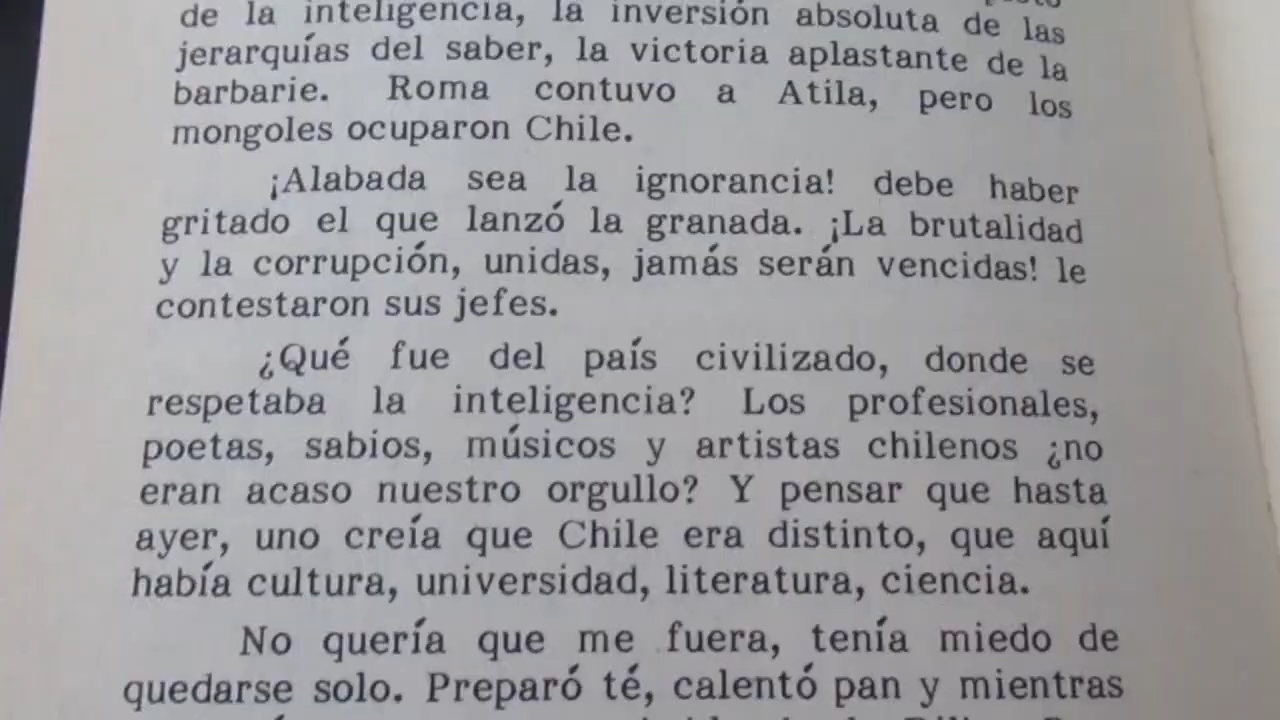 de la inteligencia, la inversión absoluta de las
jerarquías del saber, la victoria aplastante de la
barbarie. Roma contuvo a Atila, pero los
mongoles ocuparon Chile.
¡Alabada sea la ignorancia! debe haber
gritado el que lanzó la granada. ¡La brutalidad
y la corrupción, unidas, jamás serán vencidas! le
contestaron sus jefes.
¿Qué fue del país civilizado, donde se
respetaba la inteligencia? Los profesionales,
poetas, sabios, músicos y artistas chilenos ¿no
eran acaso nuestro orgullo? Y pensar que hasta
ayer, uno creía que Chile era distinto, que aquí
había cultura, universidad, literatura, ciencia.
No quería que me fuera, tenía miedo de
quedarse solo. Preparó té, calentó pan y mientras